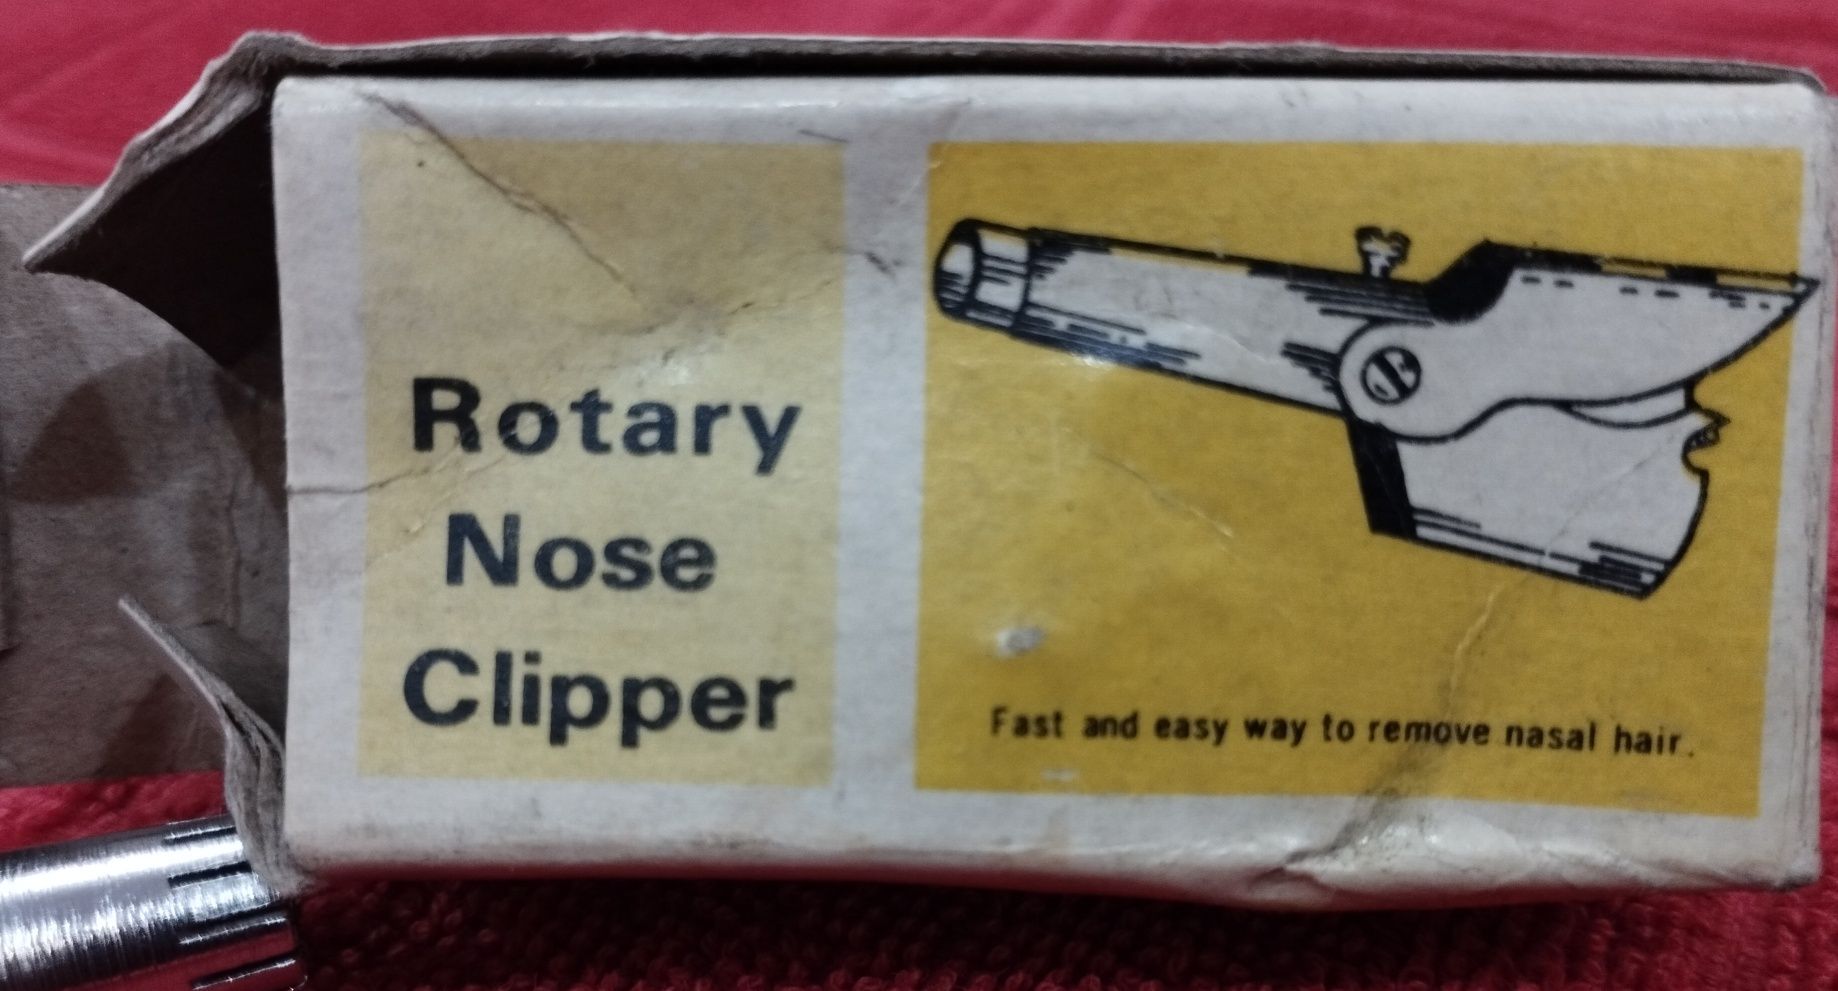 Rotary
Nose
Clipper
Fast and easy way to remove nasal hair.